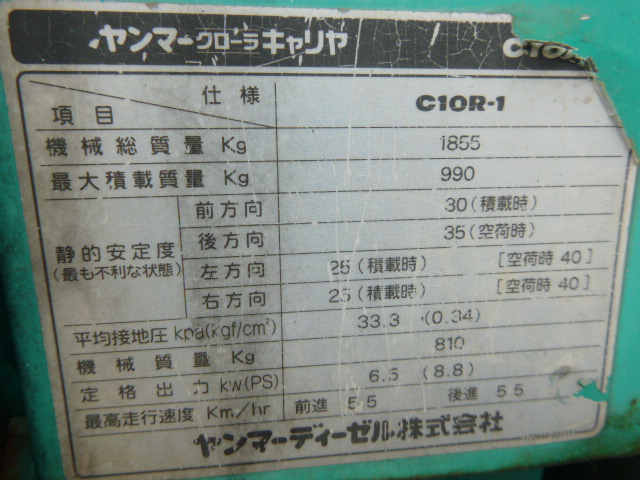 ヤンマークローラキャリヤ C10R
項目 仕様 C10R-1
機械総質量 Kg 1855
最大積載質量 Kg 990
静的安定度 (最も不利な状態)
前方向 30(積載時)
後方向 35(空荷時)
左方向 25(積載時) [空荷時 40]
右方向 25(積載時) [空荷時 40]
平均接地圧 kpa(kgf/cm²) 33.3 (0.34)
機械質量 Kg 810
定格出力 kw(PS) 6.5 (8.8)
最高走行速度 Km/hr 前進 5.5 後進 5.5
ヤンマーディーゼル株式会社